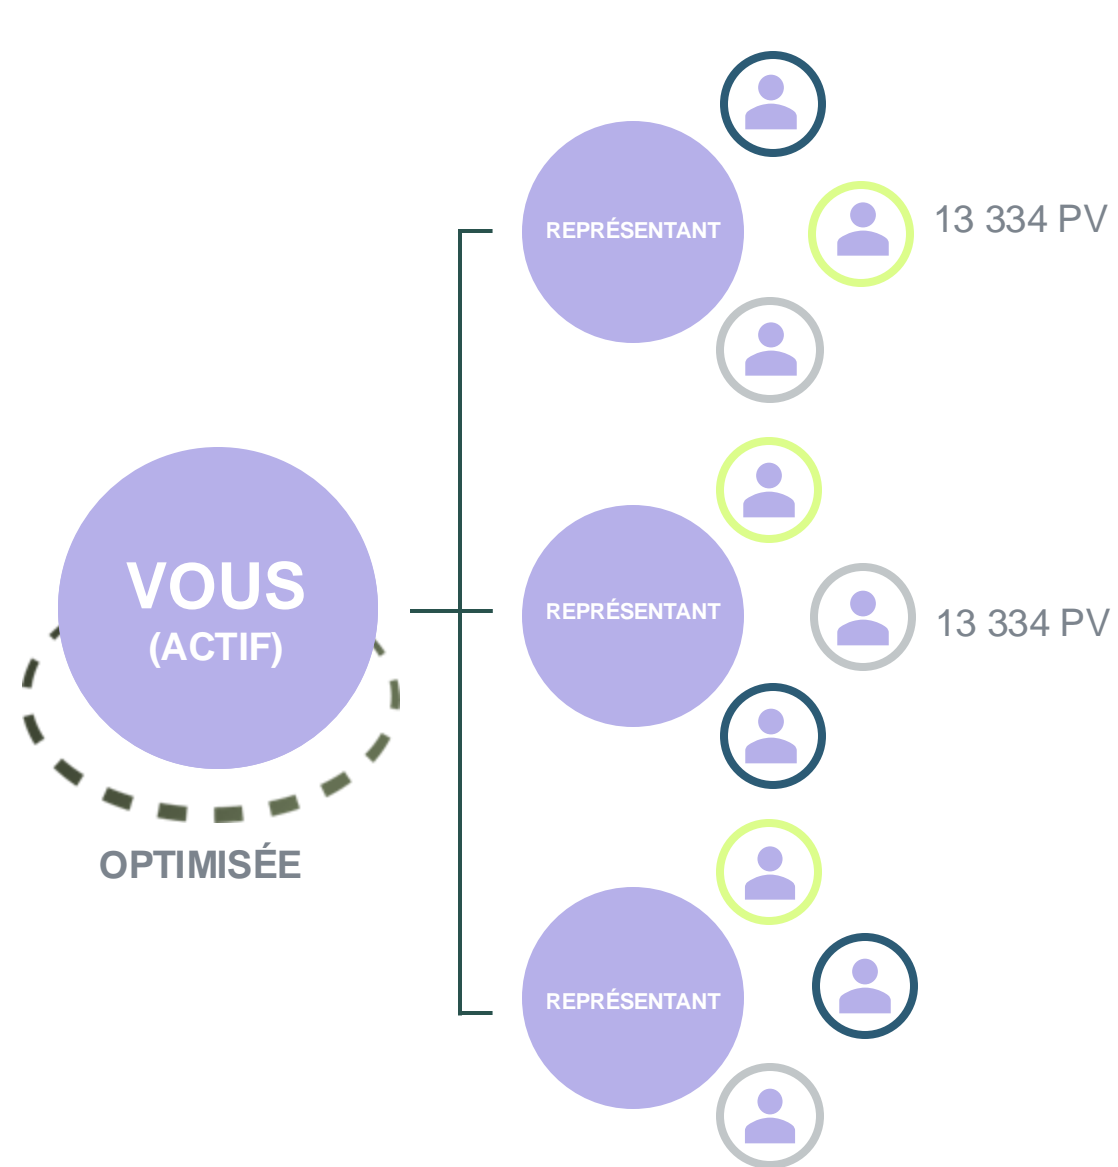 REPRÉSENTANT
13 334 PV
VOUS
(ACTIF)
REPRÉSENTANT
13 334 PV
OPTIMISÉE
REPRÉSENTANT